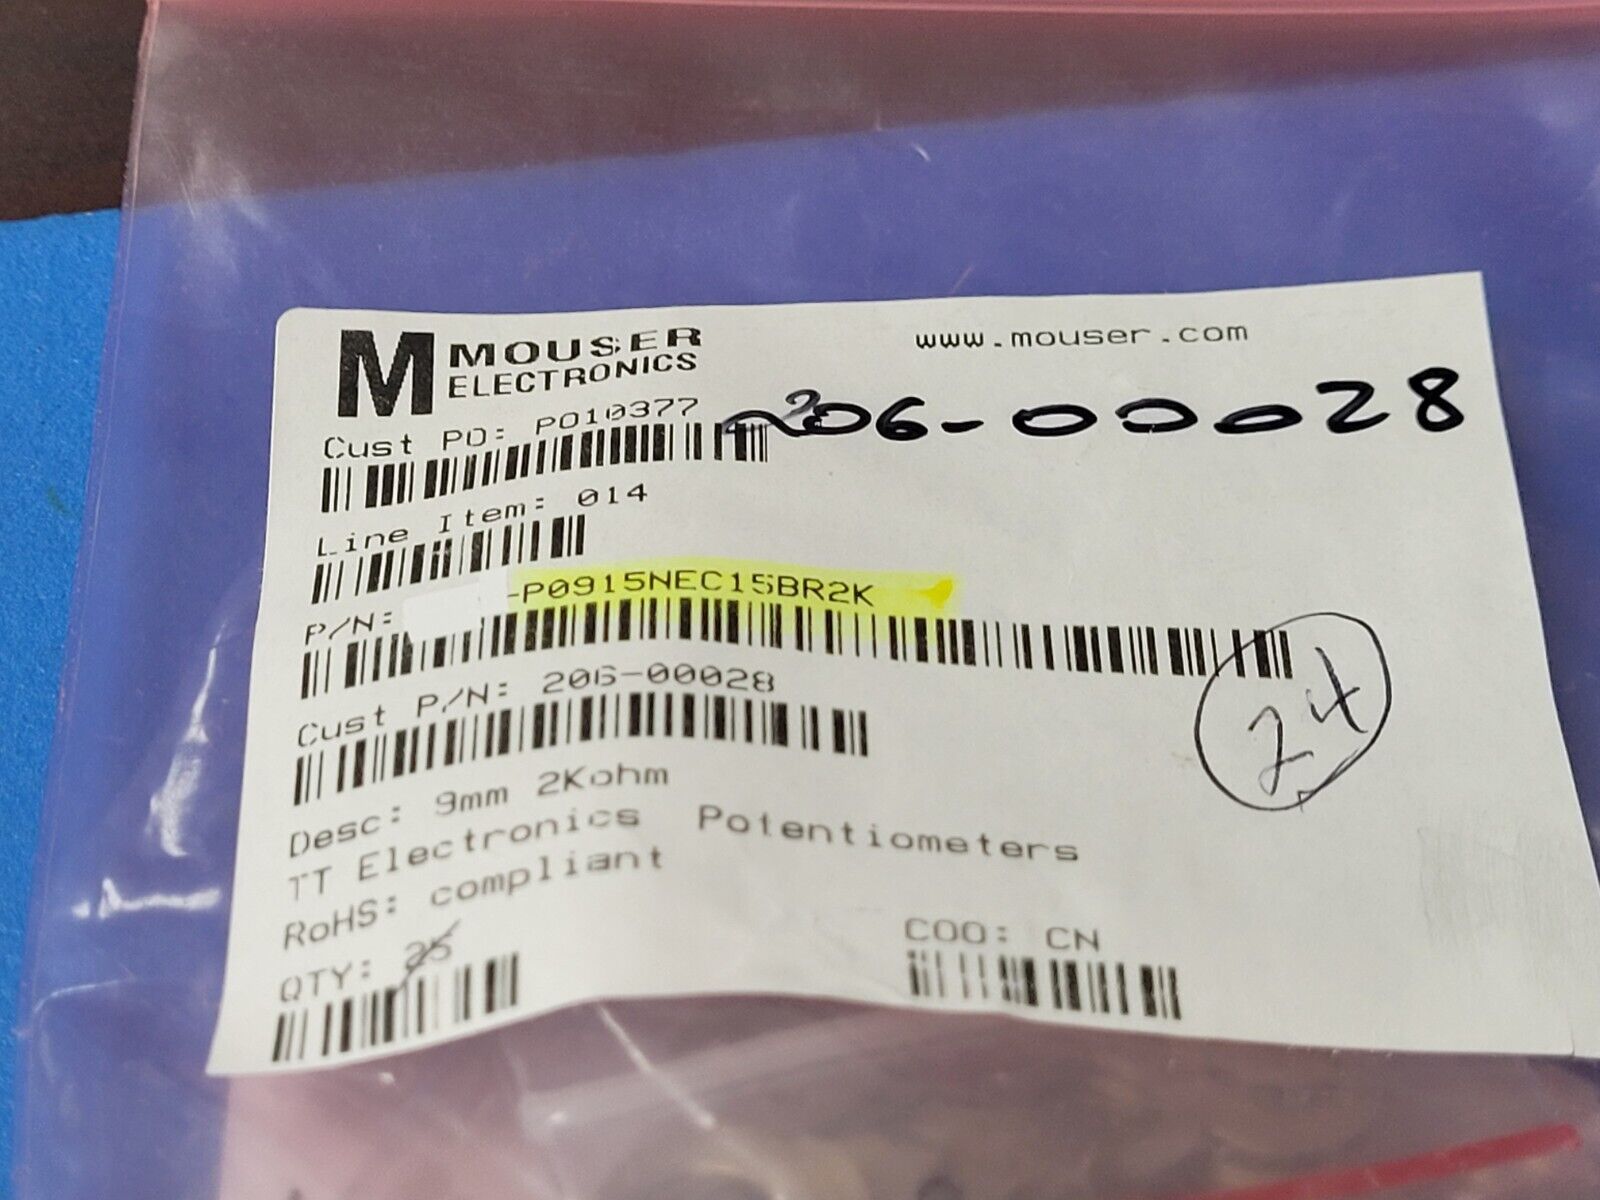 M MOUSER
ELECTRONICS
www.mouser.com
Cust PO: PO10377
206-00028
Line Item: 014
P/N: -P0915NEC15BR2K
Cust P/N: 206-00028
24
Desc: 9mm 2Kohm
TT Electronics Potentiometers
RoHS: compliant
QTY: 25
COO: CN